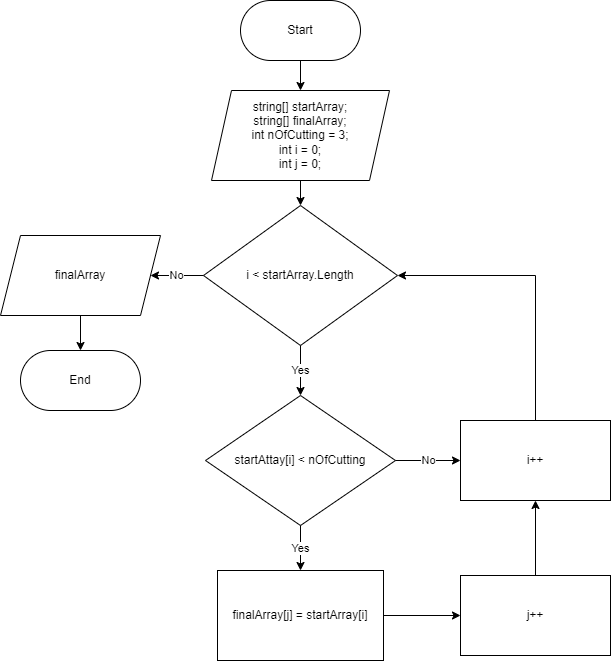 Start
string[] startArray;
string[] finalArray;
int nOfCutting = 3;
int i = 0;
int j = 0;
i < startArray.Length
No
finalArray
End
Yes
startAttay[i] < nOfCutting
No
i++
Yes
finalArray[j] = startArray[i]
j++